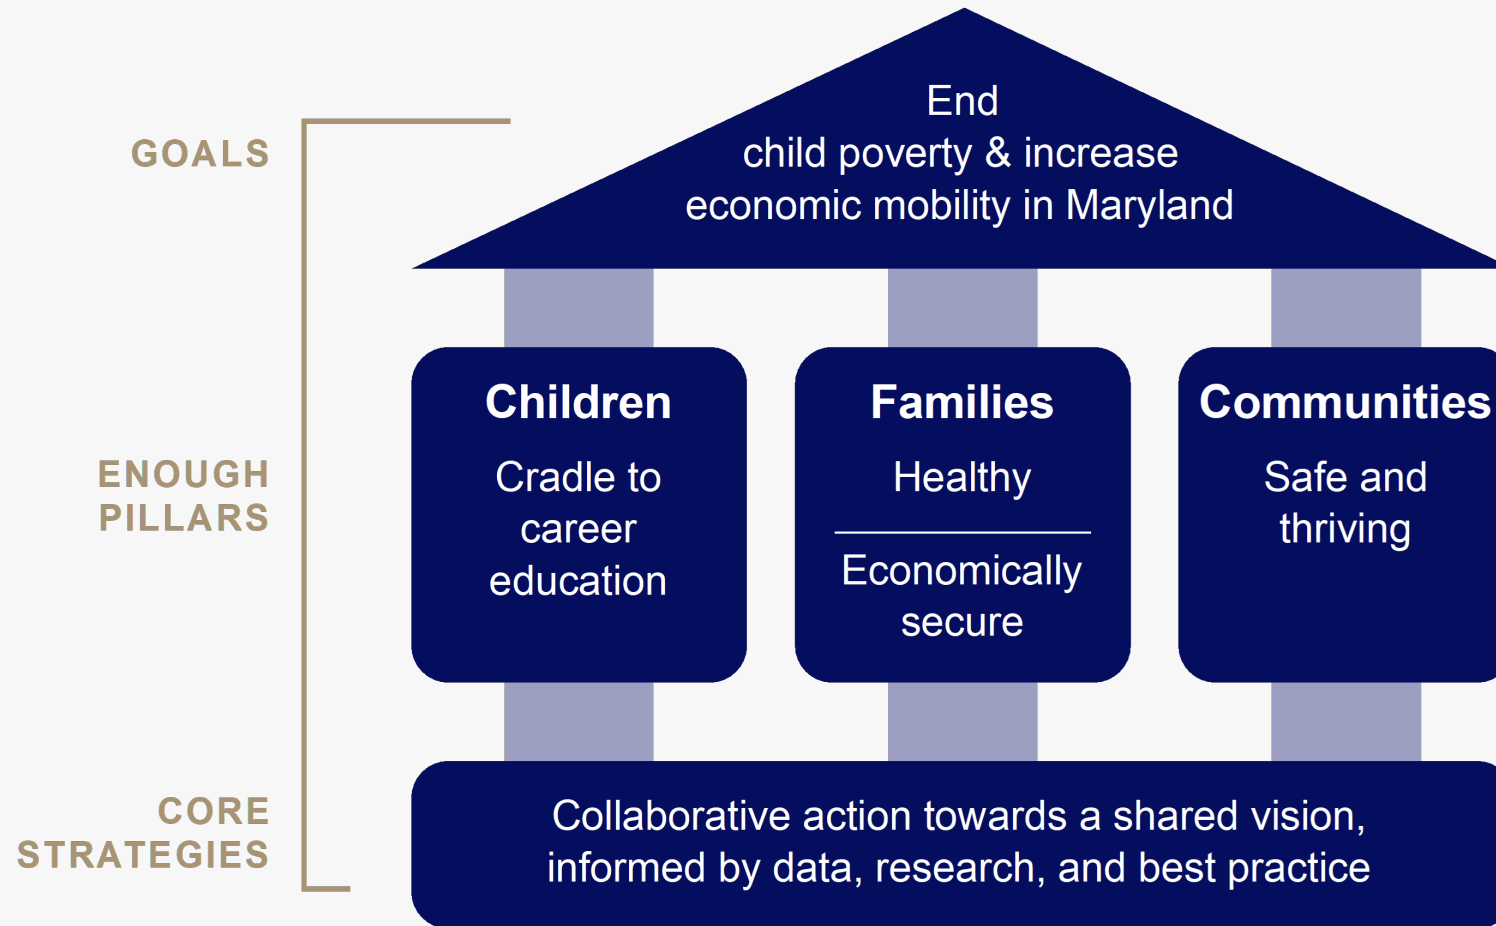 GOALS
End
child poverty & increase
economic mobility in Maryland
ENOUGH
PILLARS
Children
Cradle to
career
education
Families
Healthy
Economically
secure
Communities
Safe and
thriving
CORE
STRATEGIES
Collaborative action towards a shared vision,
informed by data, research, and best practice